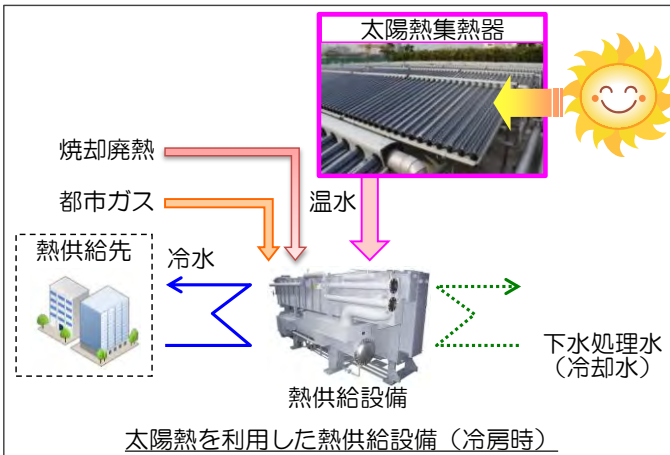 太陽熱集熱器
焼却廃熱
都市ガス
温水
熱供給先
冷水
下水処理水
（冷却水）
熱供給設備
太陽熱を利用した熱供給設備（冷房時）